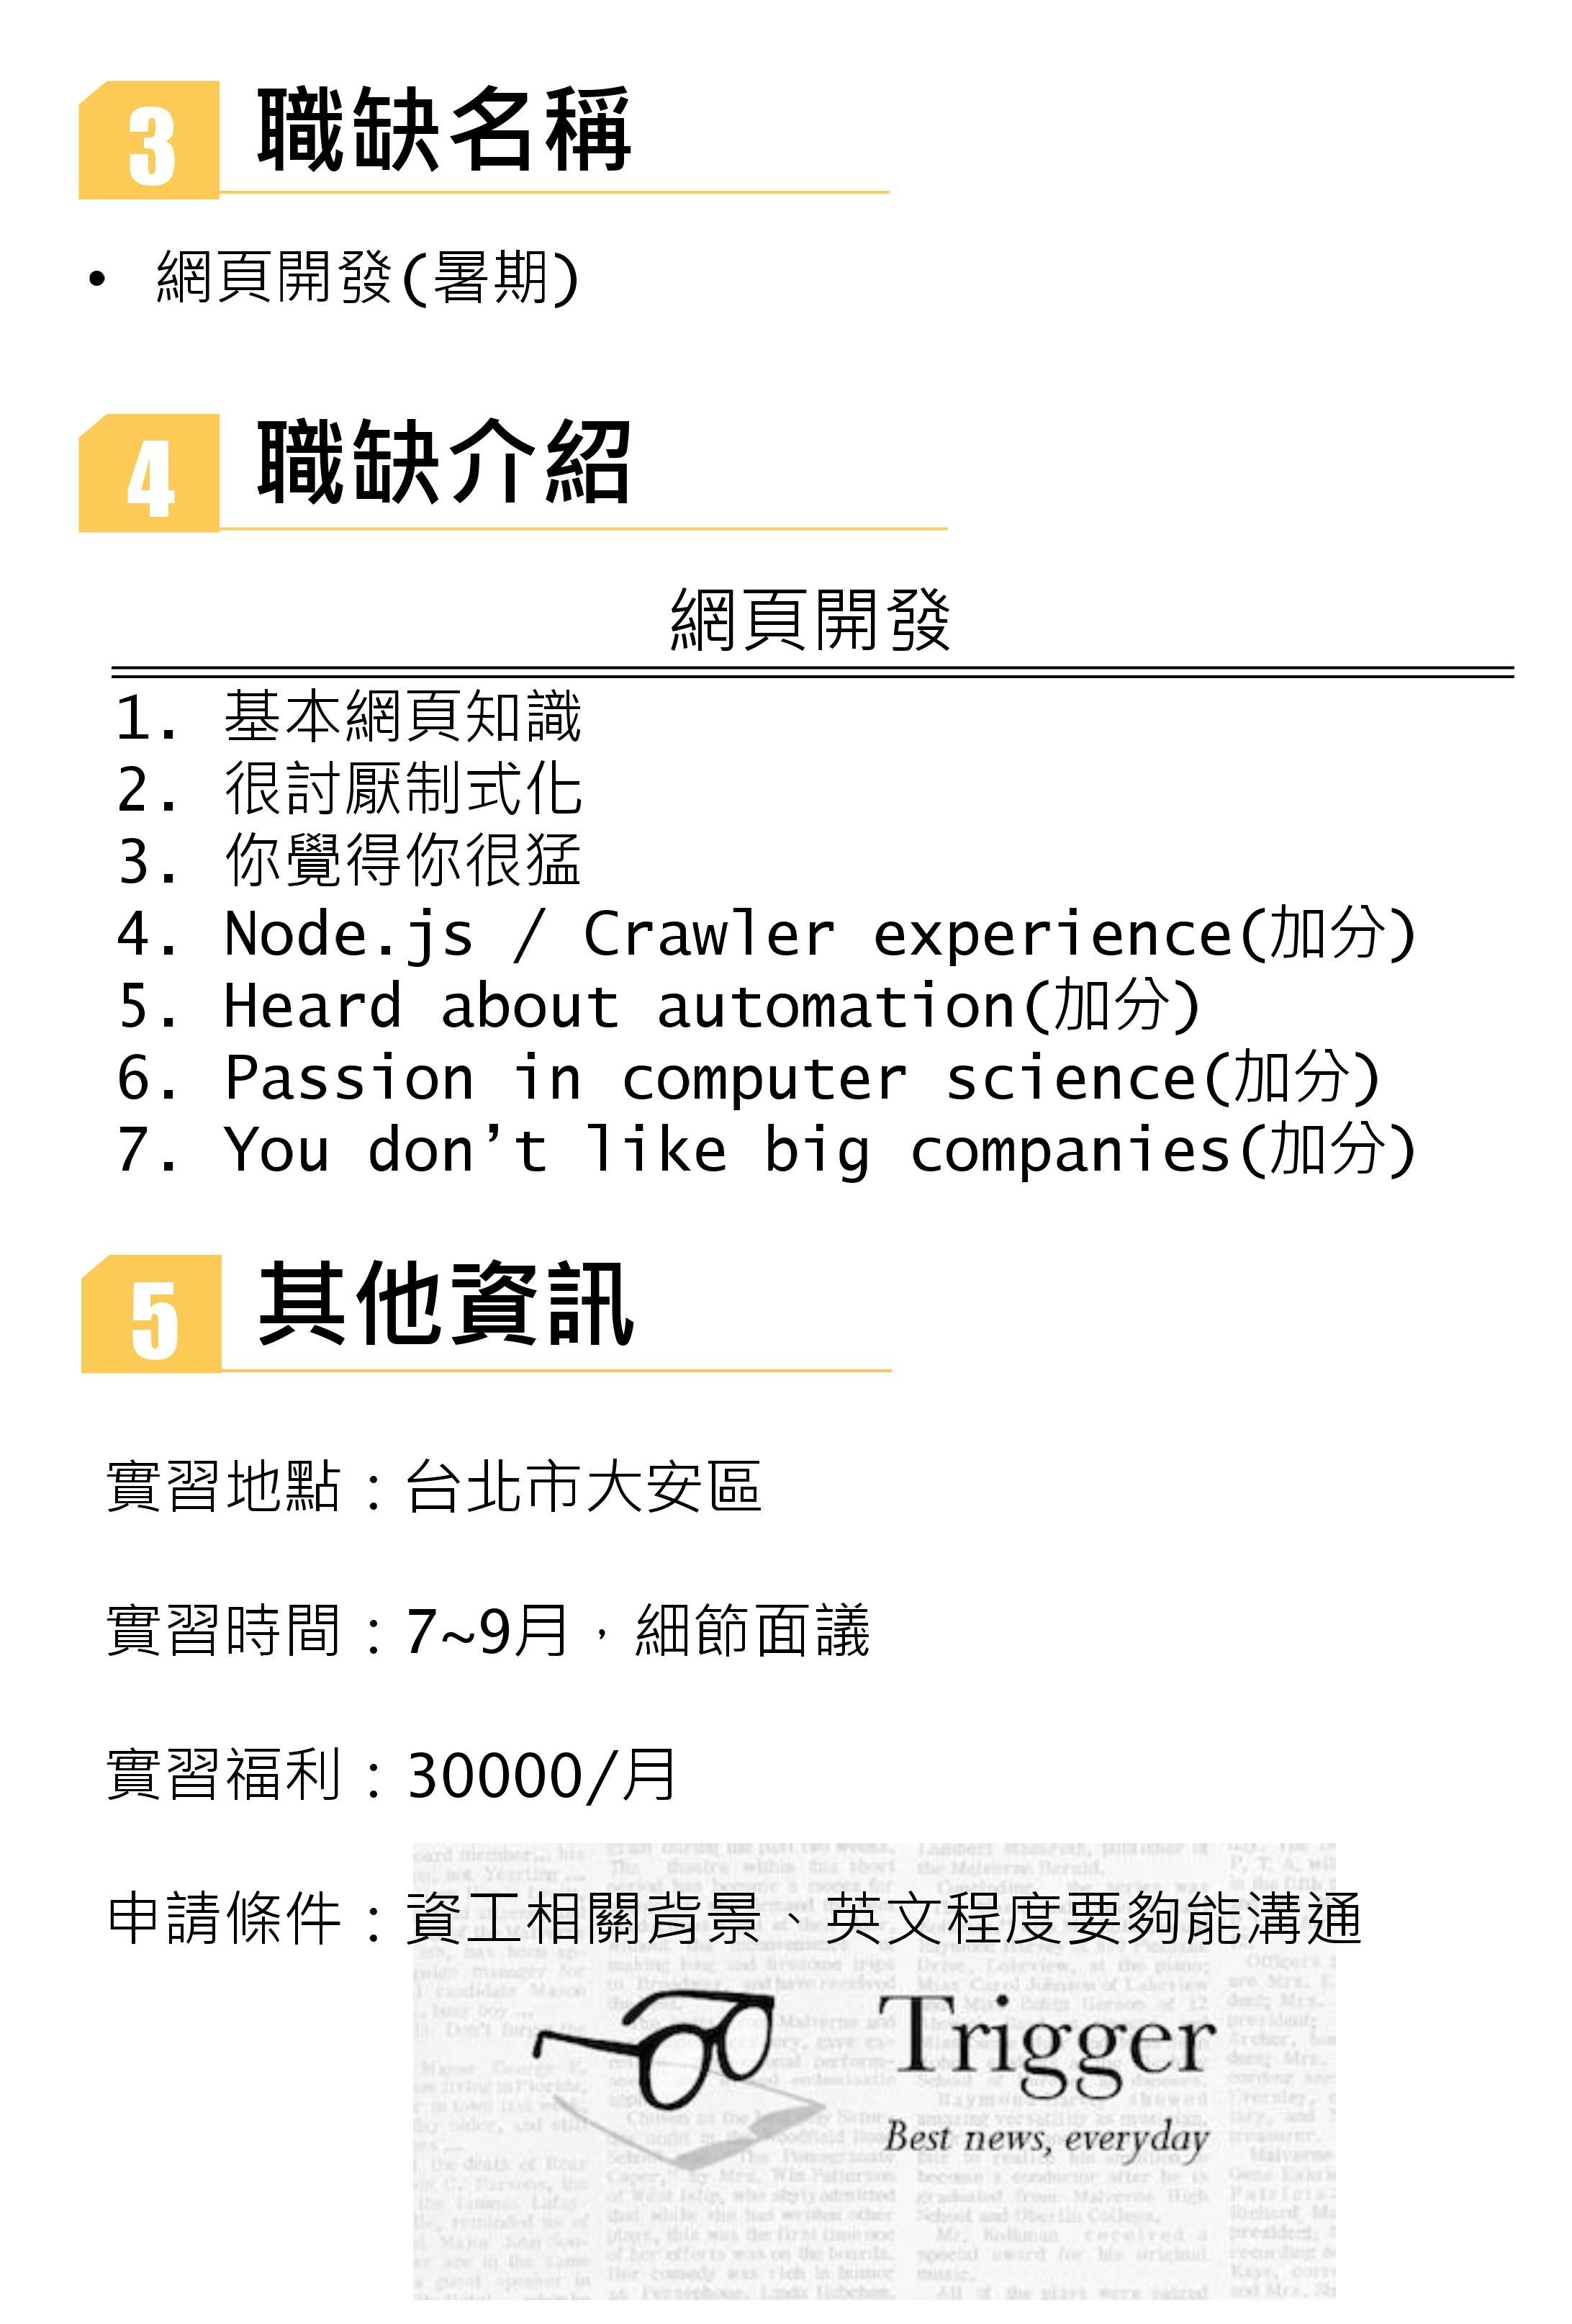 3 職缺名稱
• 網頁開發(暑期)
4 職缺介紹
網頁開發
1. 基本網頁知識
2. 很討厭制式化
3. 你覺得你很猛
4. Node.js / Crawler experience(加分)
5. Heard about automation(加分)
6. Passion in computer science(加分)
7. You don’t like big companies(加分)
5 其他資訊
實習地點：台北市大安區
實習時間：7~9月，細節面議
實習福利：30000/月
申請條件：資工相關背景、英文程度要夠能溝通
Trigger
Best news, everyday